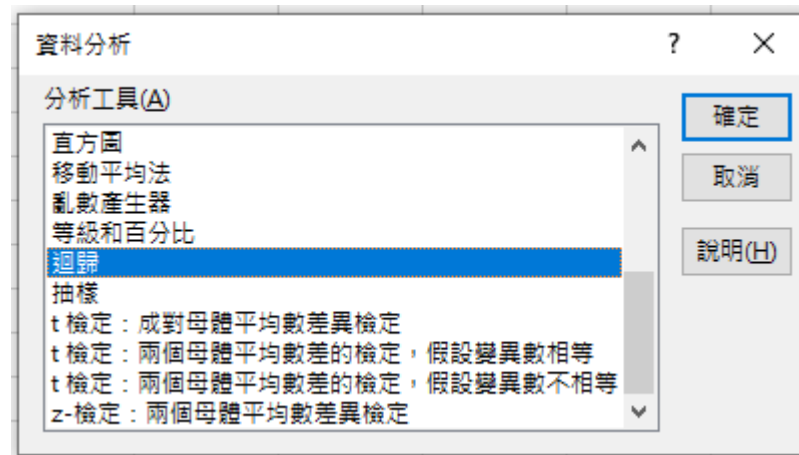 資料分析
?
×
分析工具(A)
直方圖
移動平均法
亂數產生器
等級和百分比
迴歸
抽樣
t 檢定：成對母體平均數差異檢定
t 檢定：兩個母體平均數差的檢定，假設變異數相等
t 檢定：兩個母體平均數差的檢定，假設變異數不相等
z-檢定：兩個母體平均數差異檢定
確定
取消
說明(H)